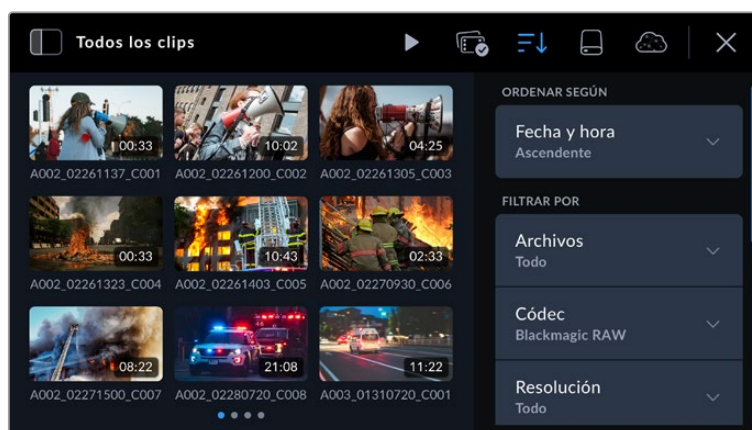 Todos los clips
00:33
10:02
04:25
A002_02261137_C001
A002_02261200_C002
A002_02261305_C003
00:33
10:43
02:33
A002_02261323_C004
A002_02261403_C005
A002_02270930_C006
08:22
21:08
11:22
A002_02271500_C007
A002_02280720_C008
A003_01310720_C001
ORDENAR SEGÚN
Fecha y hora
Ascendente
FILTRAR POR
Archivos
Todo
Códec
Blackmagic RAW
Resolución
Todo